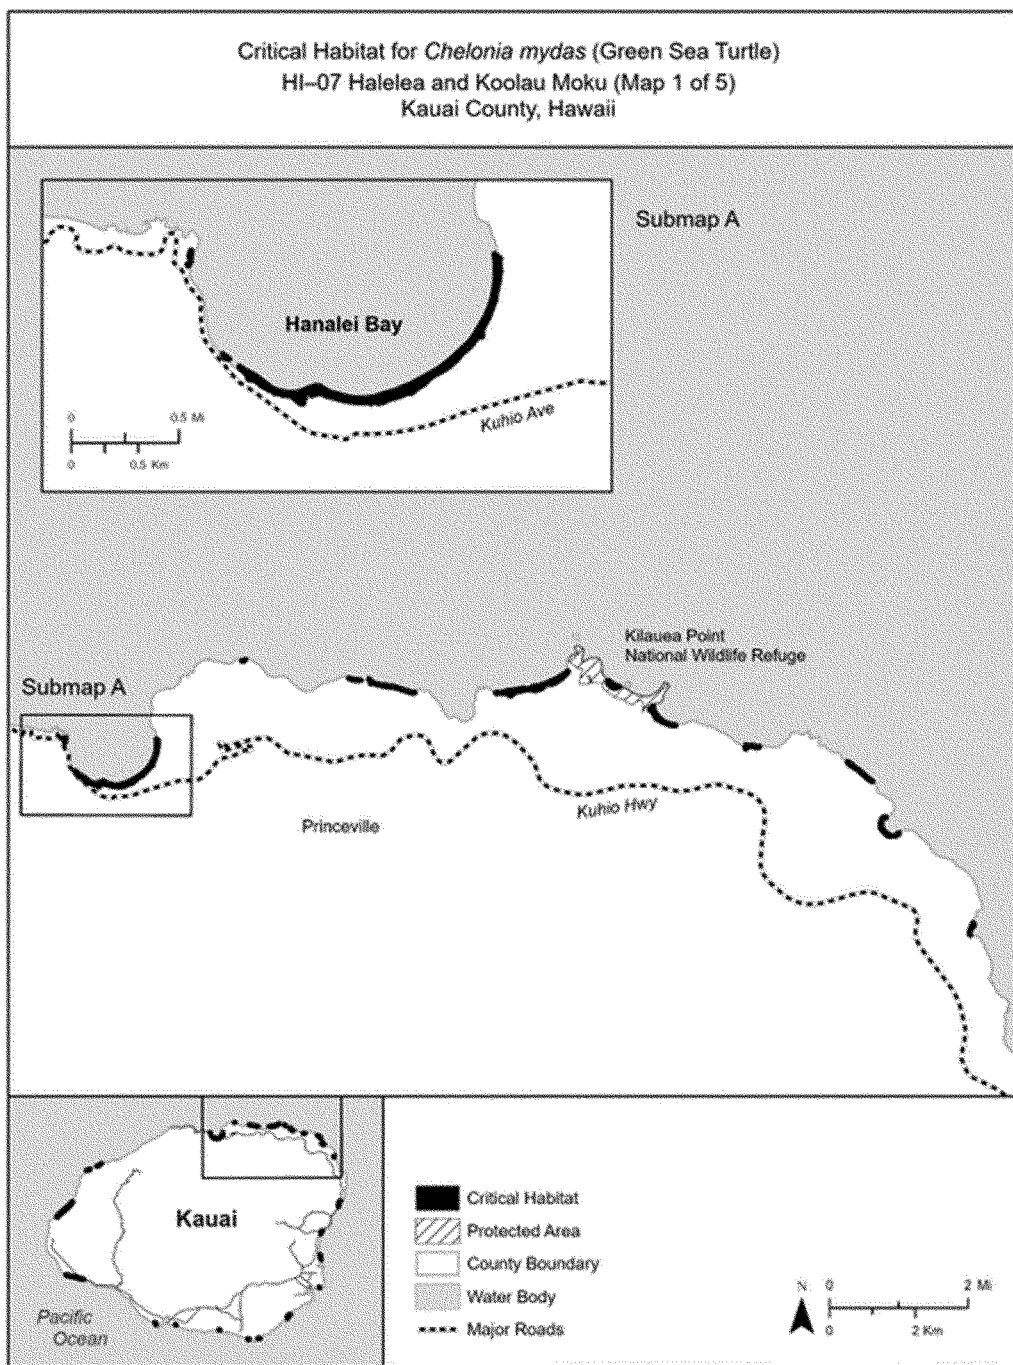 Critical Habitat for Chelonia mydas (Green Sea Turtle)
HI–07 Halelea and Koolau Moku (Map 1 of 5)
Kauai County, Hawaii
Submap A
Hanalei Bay
Kuhio Ave
0 0.5 Mi
0 0.5 Km
Kilauea Point
National Wildlife Refuge
Submap A
Kuhio Hwy
Princeville
Kauai
Pacific
Ocean
Critical Habitat
Protected Area
County Boundary
Water Body
Major Roads
N
0 2 Mi
0 2 Km